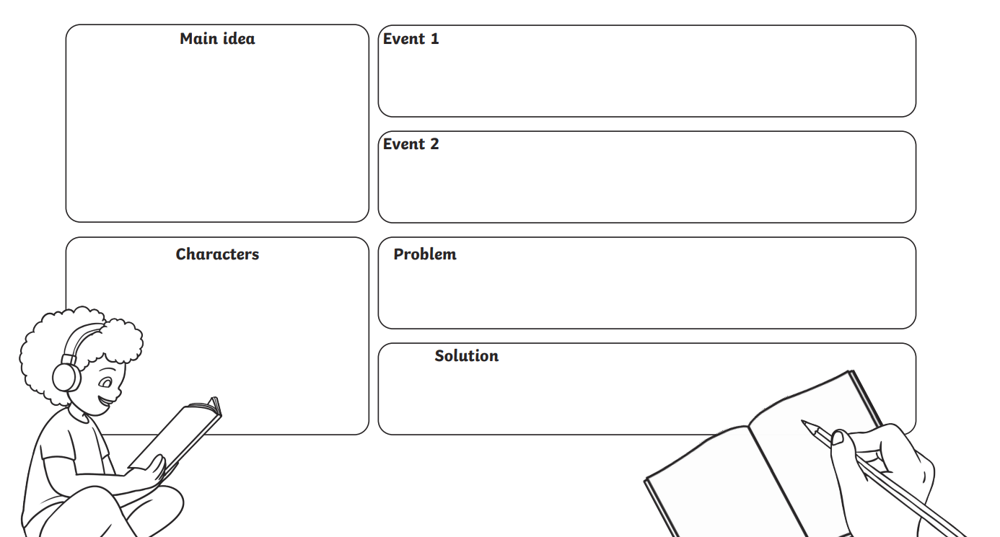 Main idea
Event 1
Event 2
Characters
Problem
Solution